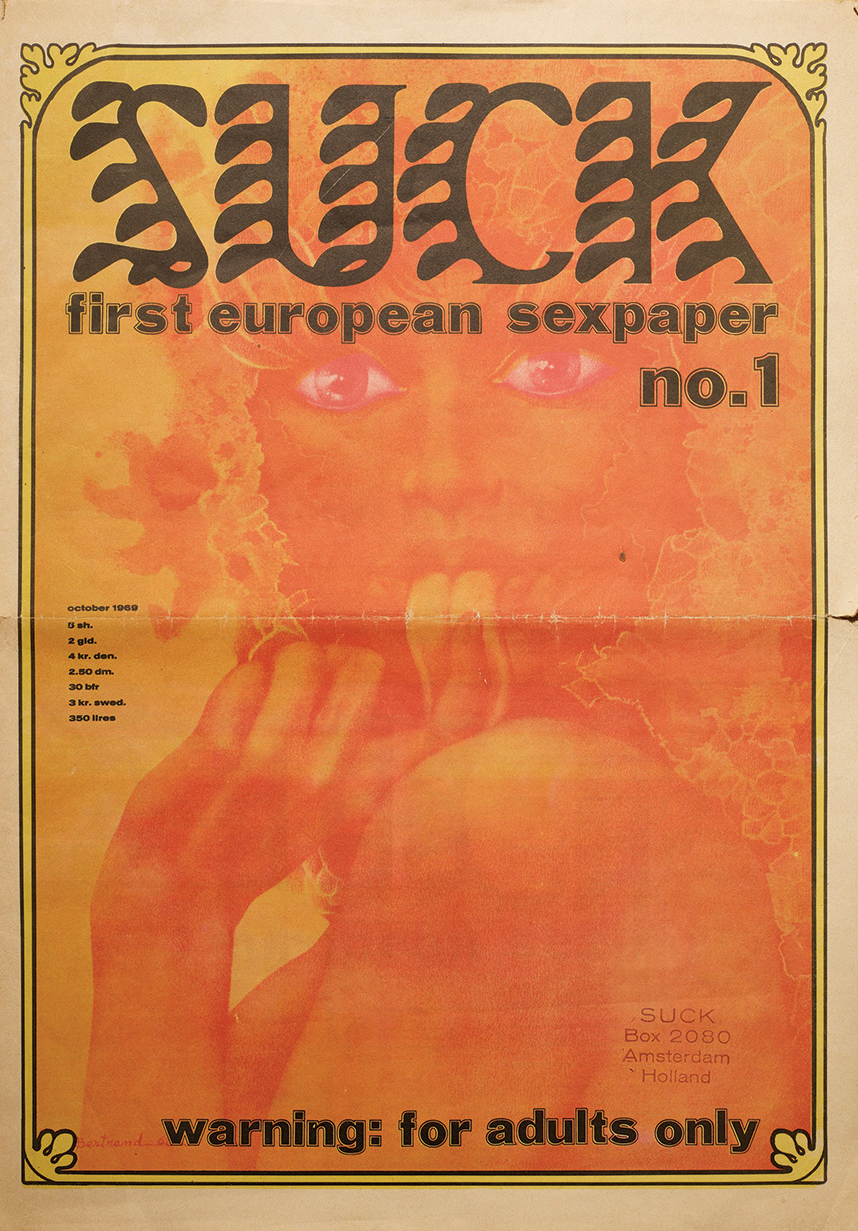 SUCK
first european sexpaper
no.1
october 1969
5 sh.
2 gld.
4 kr. den.
2.50 dm.
30 bfr
3 kr. swed.
350 lires
SUCK
Box 2080
Amsterdam
Holland
warning: for adults only
Bertrand